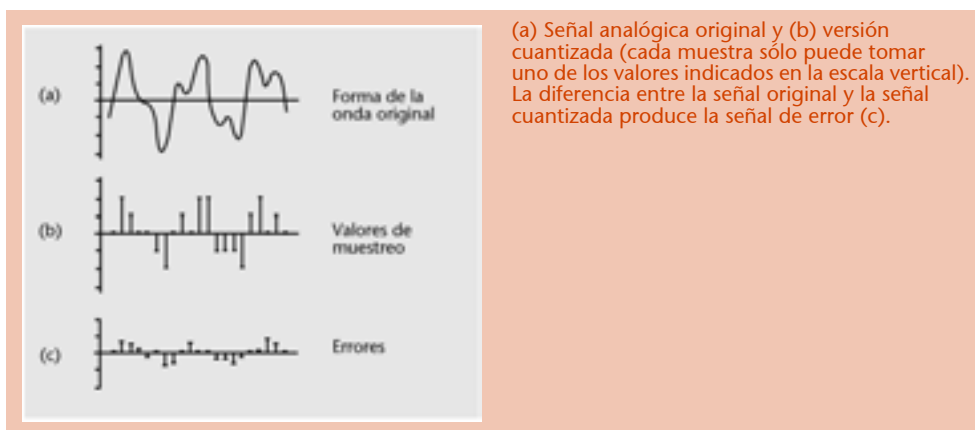 (a) Señal analógica original y (b) versión
cuantizada (cada muestra sólo puede tomar
uno de los valores indicados en la escala vertical).
La diferencia entre la señal original y la señal
cuantizada produce la señal de error (c).
(a)
Forma de la
onda original
(b)
Valores de
muestreo
(c)
Errores